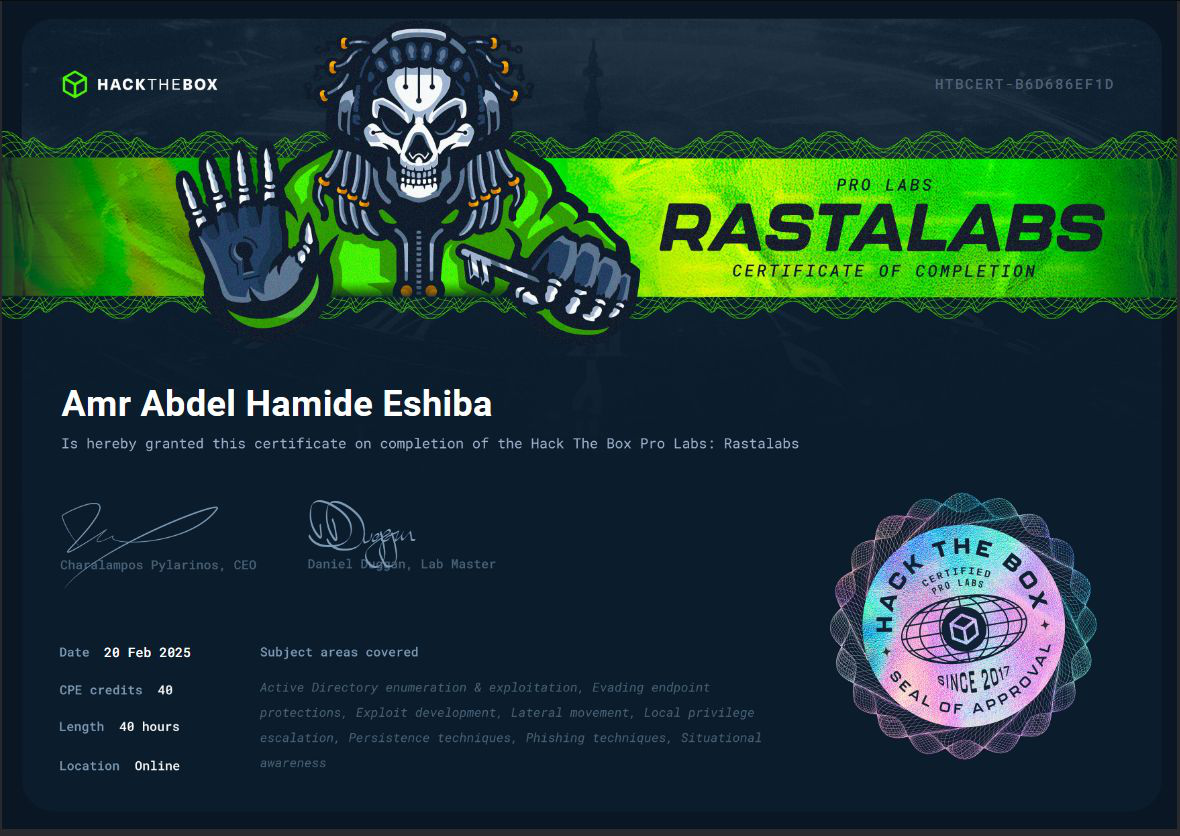 HACKTHEBOX
HTBCERT-B6D686EF1D
PRO LABS
RASTALABS
CERTIFICATE OF COMPLETION
Amr Abdel Hamide Eshiba
Is hereby granted this certificate on completion of the Hack The Box Pro Labs: Rastalabs
Charalampos Pylarinos, CEO
Duggan
Daniel Duggan, Lab Master
Date 20 Feb 2025
CPE credits 40
Length 40 hours
Location Online
Subject areas covered
Active Directory enumeration & exploitation, Evading endpoint
protections, Exploit development, Lateral movement, Local privilege
escalation, Persistence techniques, Phishing techniques, Situational
awareness
HACK THE BOX
CERTIFIED
PRO LABS
SINCE 2017
SEAL OF APPROVAL